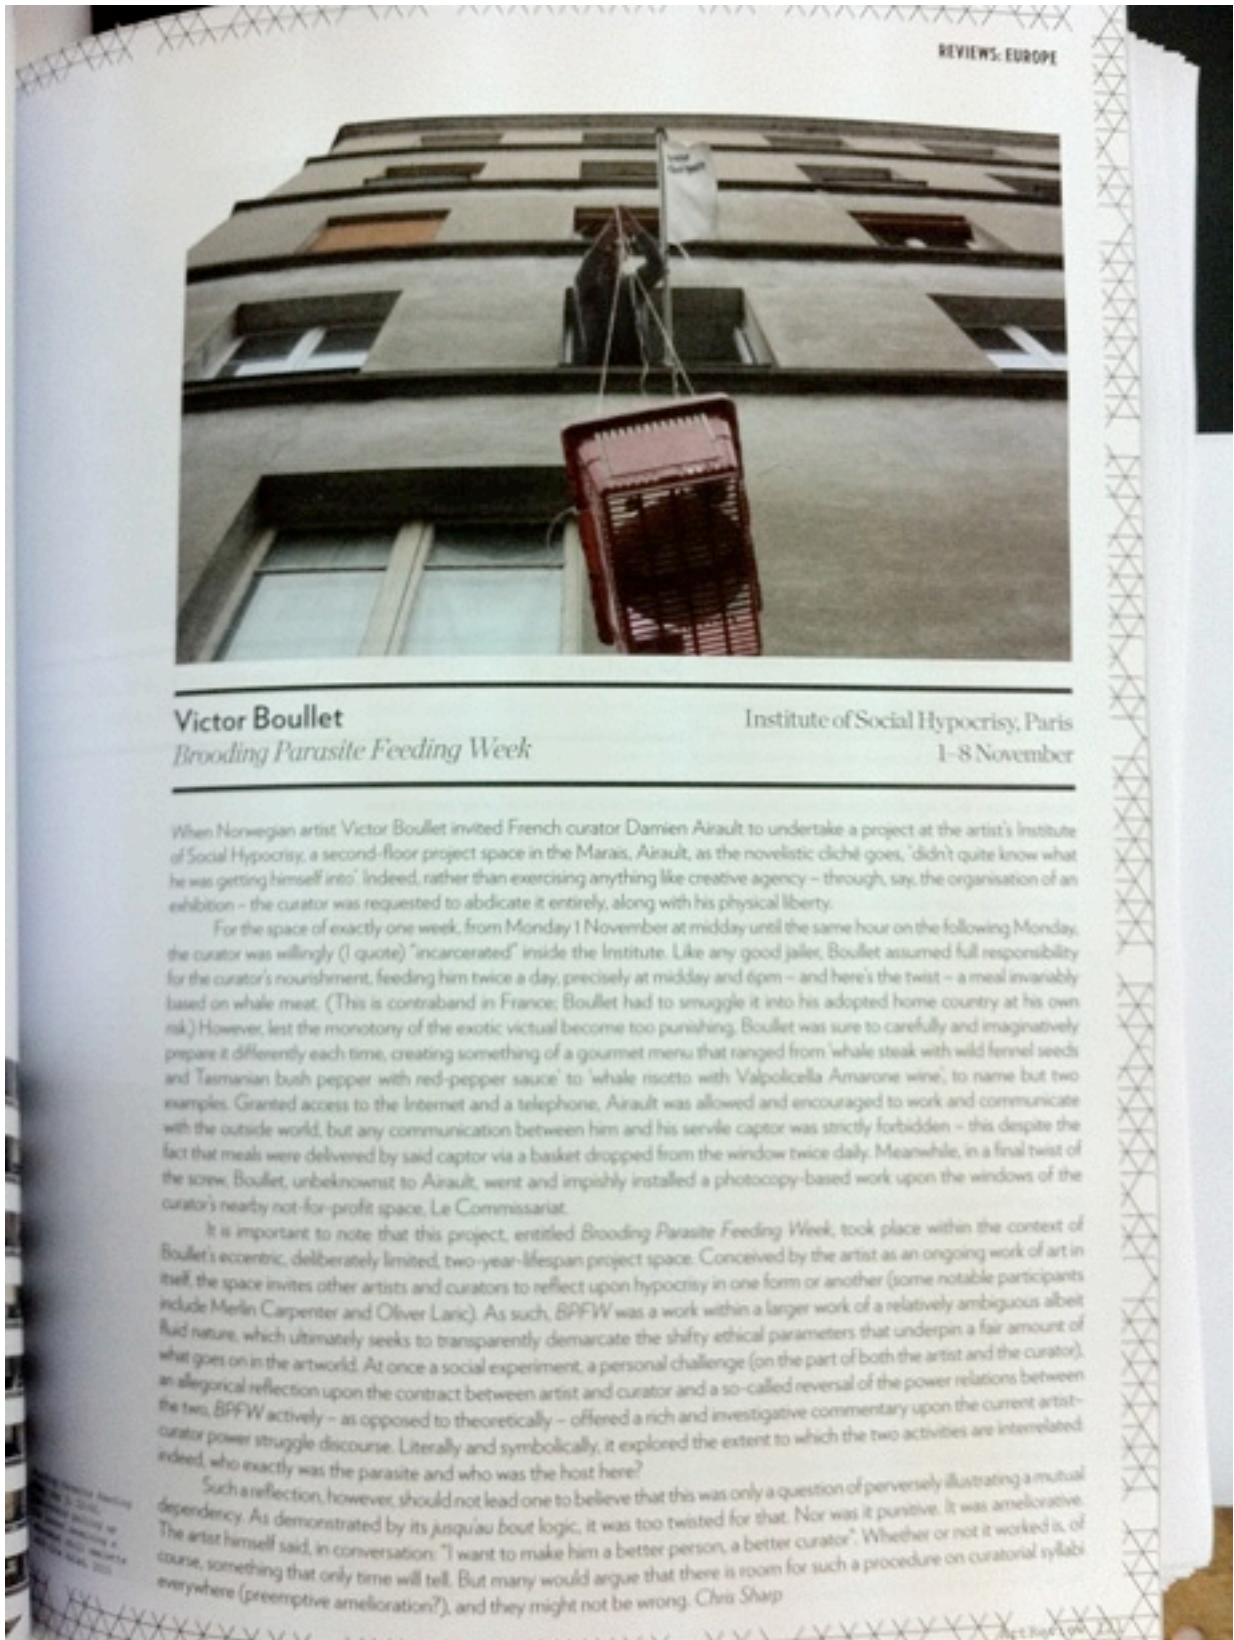 REVIEWS: EUROPE
Victor Boullet
Brooding Parasite Feeding Week
Institute of Social Hypocrisy, Paris
1–8 November
When Norwegian artist Victor Boullet invited French curator Damien Airault to undertake a project at the artist's Institute
of Social Hypocrisy, a second-floor project space in the Marais, Airault, as the novelistic cliché goes, 'didn't quite know what
he was getting himself into'. Indeed, rather than exercising anything like creative agency – through, say, the organisation of an
exhibition – the curator was requested to abdicate it entirely, along with his physical liberty.
For the space of exactly one week, from Monday 1 November at midday until the same hour on the following Monday,
the curator was willingly (I quote) "incarcerated" inside the Institute. Like any good jailer, Boullet assumed full responsibility
for the curator's nourishment, feeding him twice a day, precisely at midday and 6pm – and here's the twist – a meal invariably
based on whale meat. (This is contraband in France; Boullet had to smuggle it into his adopted home country at his own
risk.) However, lest the monotony of the exotic victual become too punishing, Boullet was sure to carefully and imaginatively
prepare it differently each time, creating something of a gourmet menu that ranged from 'whale steak with wild fennel seeds
and Tasmanian bush pepper with red-pepper sauce' to 'whale risotto with Valpolicella Amarone wine', to name but two
examples. Granted access to the Internet and a telephone, Airault was allowed and encouraged to work and communicate
with the outside world, but any communication between him and his servile captor was strictly forbidden – this despite the
fact that meals were delivered by said captor via a basket dropped from the window twice daily. Meanwhile, in a final twist of
the screw, Boullet, unbeknownst to Airault, went and impishly installed a photocopy-based work upon the windows of the
curator's nearby not-for-profit space, Le Commissariat.
It is important to note that this project, entitled Brooding Parasite Feeding Week, took place within the context of
Boullet's eccentric, deliberately limited, two-year-lifespan project space. Conceived by the artist as an ongoing work of art in
itself, the space invites other artists and curators to reflect upon hypocrisy in one form or another (some notable participants
include Merlin Carpenter and Oliver Laric). As such, BPFW was a work within a larger work of a relatively ambiguous albeit
fluid nature, which ultimately seeks to transparently demarcate the shifty ethical parameters that underpin a fair amount of
what goes on in the artworld. At once a social experiment, a personal challenge (on the part of both the artist and the curator),
an allegorical reflection upon the contract between artist and curator and a so-called reversal of the power relations between
the two, BPFW actively – as opposed to theoretically – offered a rich and investigative commentary upon the current artist–
curator power struggle discourse. Literally and symbolically, it explored the extent to which the two activities are interrelated:
indeed, who exactly was the parasite and who was the host here?
Such a reflection, however, should not lead one to believe that this was only a question of perversely illustrating a mutual
dependency. As demonstrated by its jusqu'au bout logic, it was too twisted for that. Nor was it punitive. It was ameliorative.
The artist himself said, in conversation: "I want to make him a better person, a better curator". Whether or not it worked is, of
course, something that only time will tell. But many would argue that there is room for such a procedure on curatorial syllabi
everywhere (preemptive amelioration?), and they might not be wrong. Chris Sharp